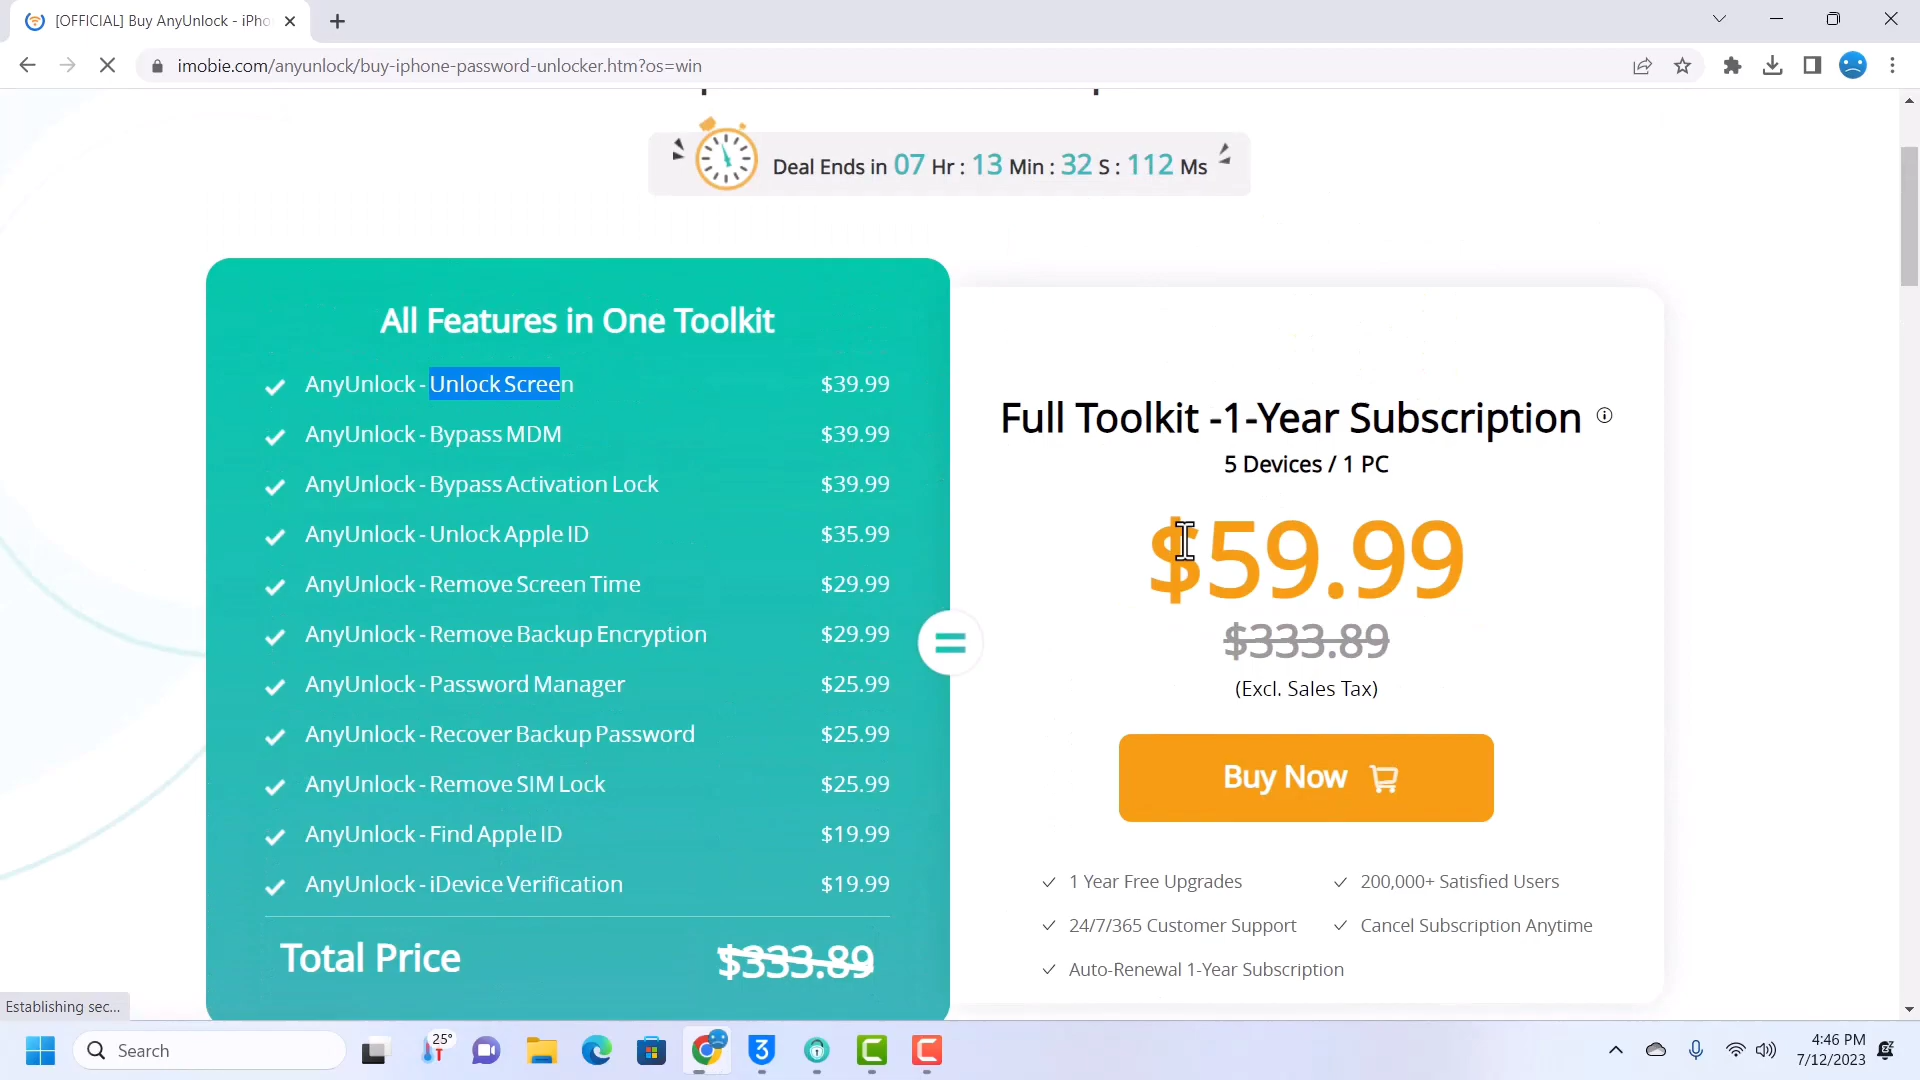 [OFFICIAL] Buy AnyUnlock - iPho
imobie.com/anyunlock/buy-iphone-password-unlocker.htm?os=win
Deal Ends in 07 Hr : 13 Min : 32 S : 112 Ms
All Features in One Toolkit
AnyUnlock - Unlock Screen $39.99
AnyUnlock - Bypass MDM $39.99
AnyUnlock - Bypass Activation Lock $39.99
AnyUnlock - Unlock Apple ID $35.99
AnyUnlock - Remove Screen Time $29.99
AnyUnlock - Remove Backup Encryption $29.99
AnyUnlock - Password Manager $25.99
AnyUnlock - Recover Backup Password $25.99
AnyUnlock - Remove SIM Lock $25.99
AnyUnlock - Find Apple ID $19.99
AnyUnlock - iDevice Verification $19.99
Total Price $333.89
=
Full Toolkit -1-Year Subscription
5 Devices / 1 PC
$59.99
$333.89
(Excl. Sales Tax)
Buy Now
1 Year Free Upgrades
200,000+ Satisfied Users
24/7/365 Customer Support
Cancel Subscription Anytime
Auto-Renewal 1-Year Subscription
Establishing sec...
Search
25°
3
4:46 PM
7/12/2023